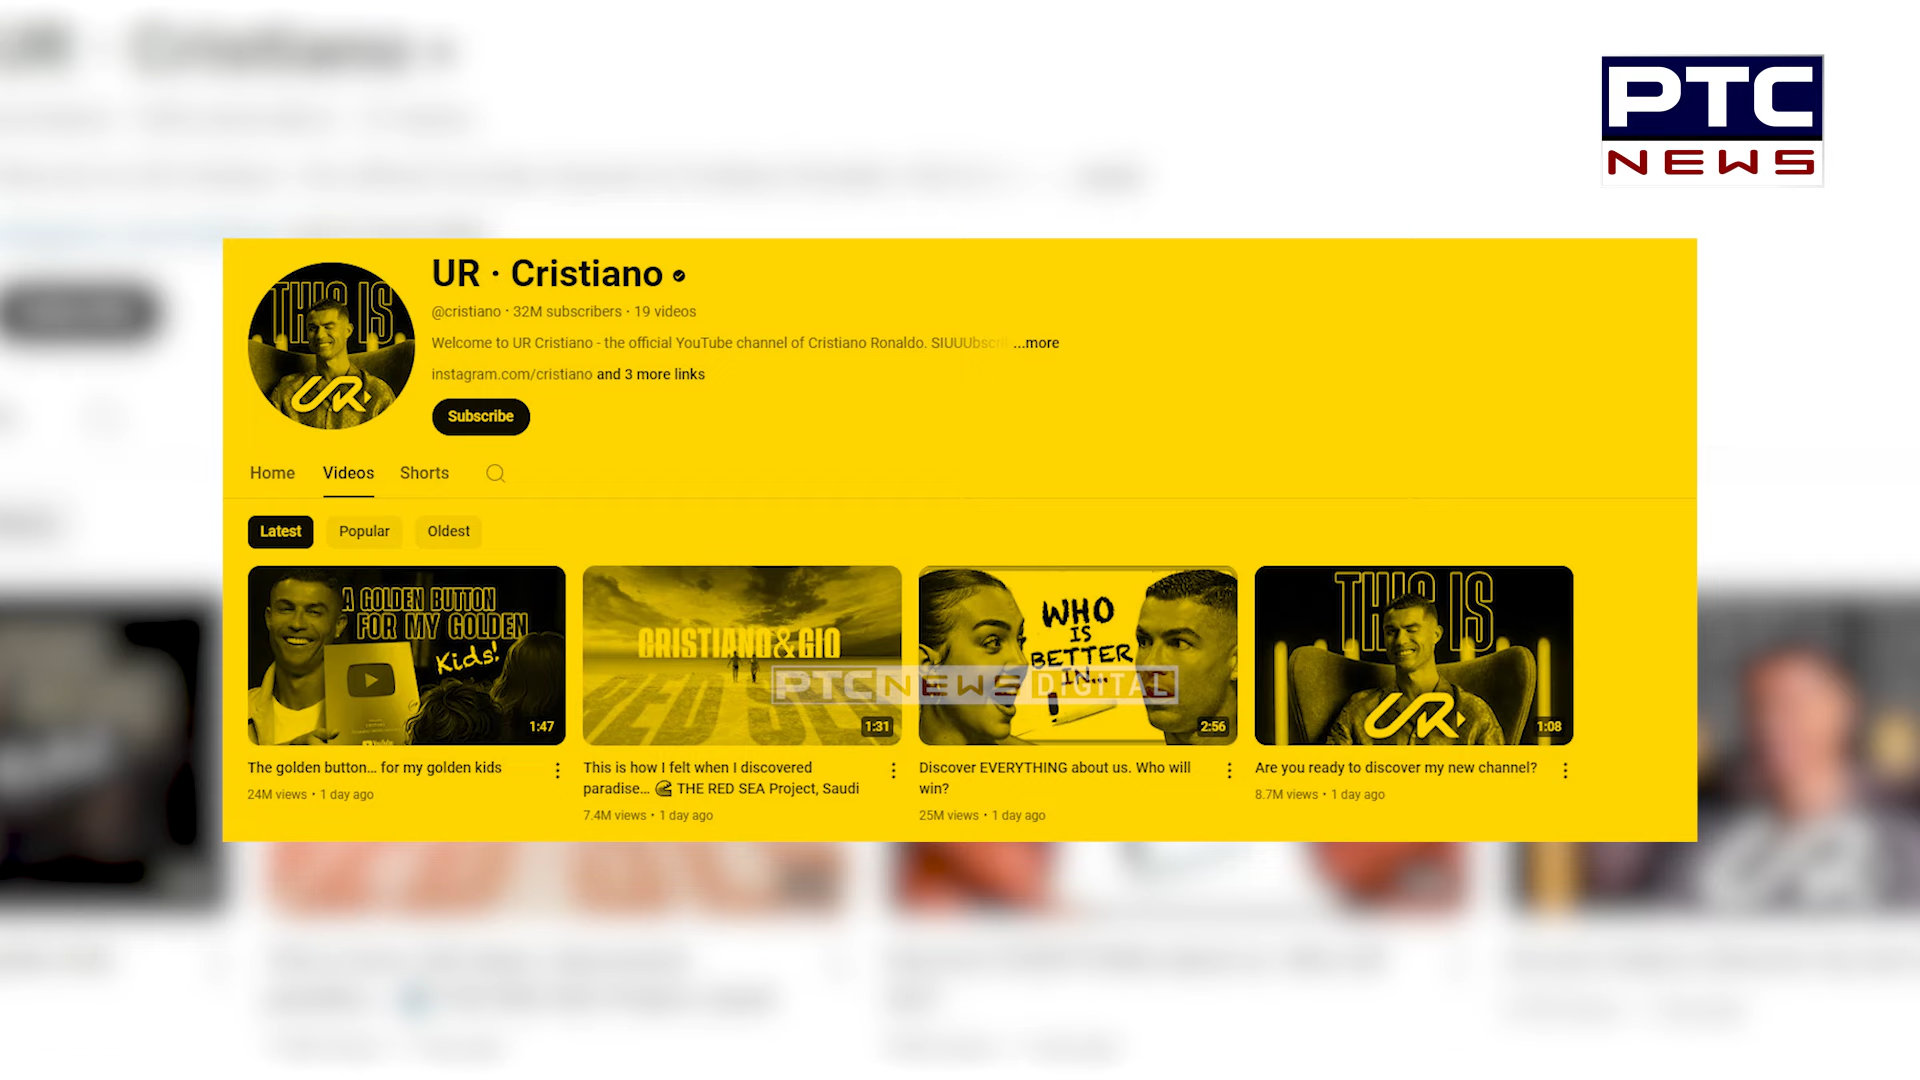 PTC
NEWS
UR · Cristiano
@cristiano · 32M subscribers · 19 videos
Welcome to UR Cristiano - the official YouTube channel of Cristiano Ronaldo. SIUUUbscri ...more
instagram.com/cristiano and 3 more links
Subscribe
Home Videos Shorts
Latest Popular Oldest
THIS IS
UR
A GOLDEN BUTTON
FOR MY GOLDEN
Kids!
1:47
CRISTIANO&GIO
RED SEA
1:31
WHO
IS
BETTER
IN...
2:56
THIS IS
UR
1:08
PTC NEWS DIGITAL
The golden button... for my golden kids
24M views · 1 day ago
This is how I felt when I discovered
paradise... 🌊 THE RED SEA Project, Saudi
7.4M views · 1 day ago
Discover EVERYTHING about us. Who will
win?
25M views · 1 day ago
Are you ready to discover my new channel?
8.7M views · 1 day ago